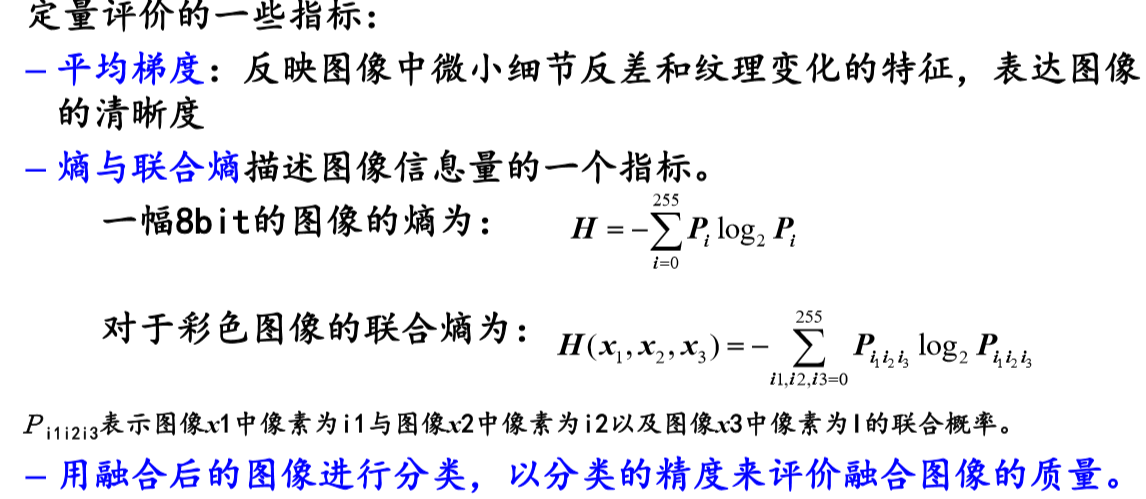 定量评价的一些指标：
– 平均梯度：反映图像中微小细节反差和纹理变化的特征，表达图像
的清晰度
– 熵与联合熵描述图像信息量的一个指标。
一幅8bit的图像的熵为： H = −∑_{i=0}^{255} P_i log_2 P_i
对于彩色图像的联合熵为： H(x_1, x_2, x_3) = − ∑_{i1,i2,i3=0}^{255} P_{i_1 i_2 i_3} log_2 P_{i_1 i_2 i_3}
P_{i1i2i3}表示图像x1中像素为i1与图像x2中像素为i2以及图像x3中像素为I的联合概率。
– 用融合后的图像进行分类，以分类的精度来评价融合图像的质量。